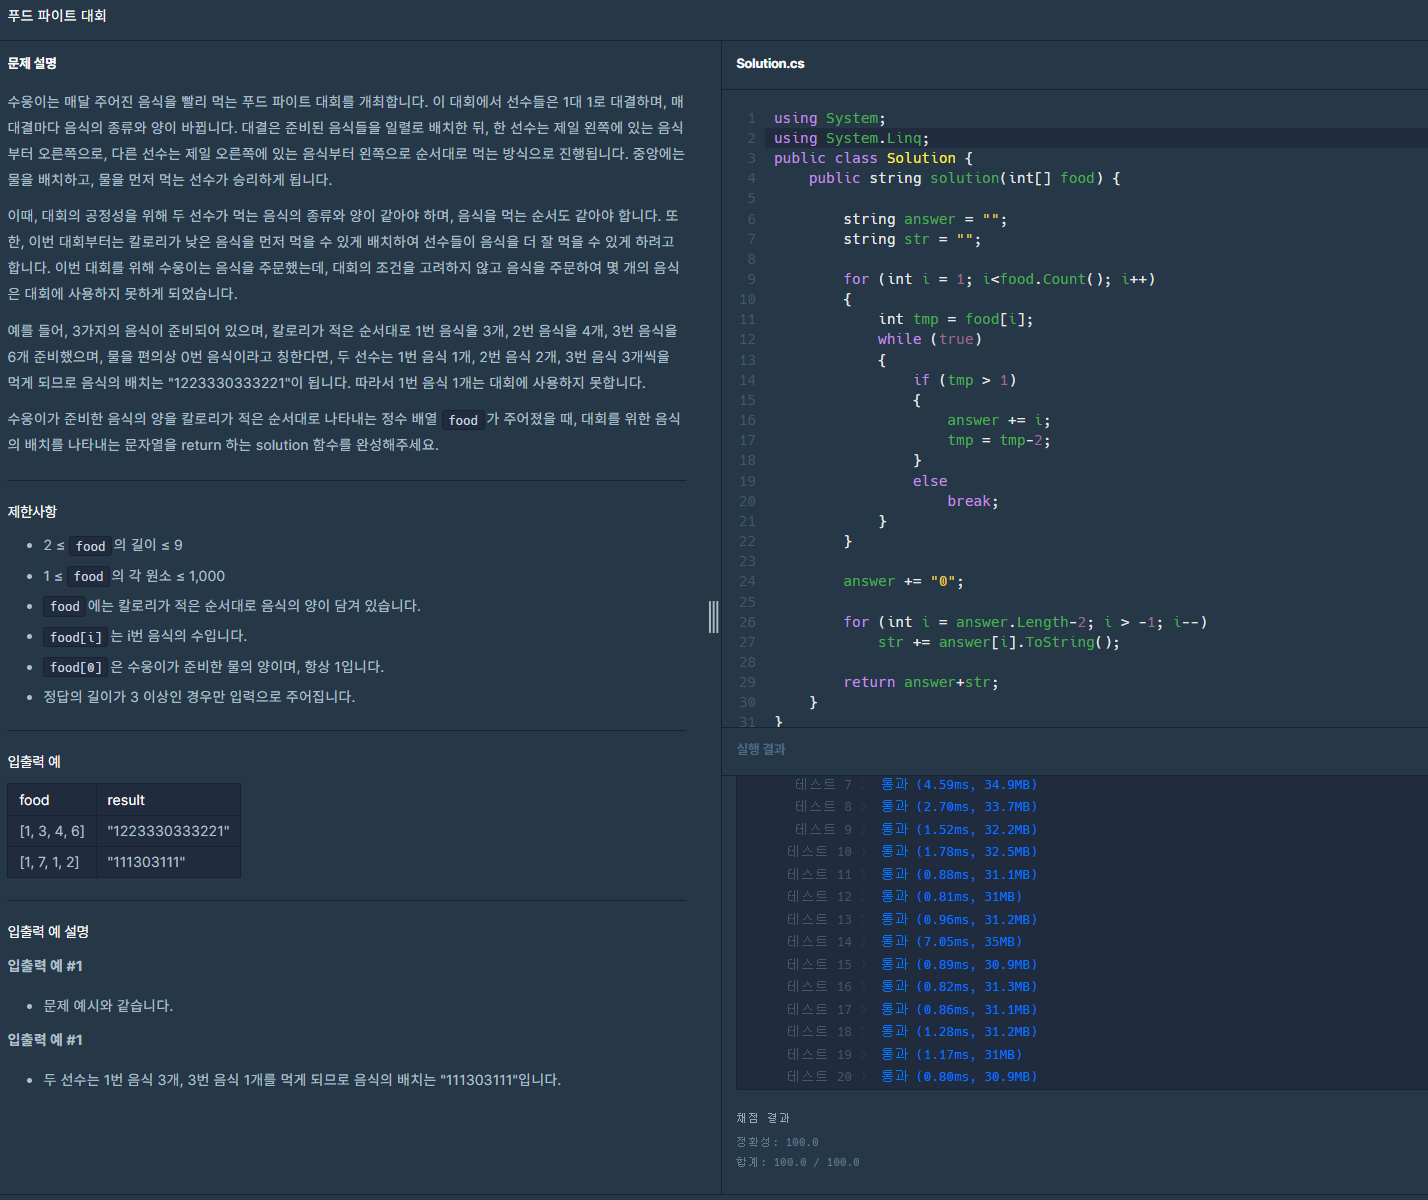 푸드 파이트 대회
문제 설명
수웅이는 매달 주어진 음식을 빨리 먹는 푸드 파이트 대회를 개최합니다. 이 대회에서 선수들은 1대 1로 대결하며, 매
대결마다 음식의 종류와 양이 바뀝니다. 대결은 준비된 음식들을 일렬로 배치한 뒤, 한 선수는 제일 왼쪽에 있는 음식
부터 오른쪽으로, 다른 선수는 제일 오른쪽에 있는 음식부터 왼쪽으로 순서대로 먹는 방식으로 진행됩니다. 중앙에는
물을 배치하고, 물을 먼저 먹는 선수가 승리하게 됩니다.
이때, 대회의 공정성을 위해 두 선수가 먹는 음식의 종류와 양이 같아야 하며, 음식을 먹는 순서도 같아야 합니다. 또
한, 이번 대회부터는 칼로리가 낮은 음식을 먼저 먹을 수 있게 배치하여 선수들이 음식을 더 잘 먹을 수 있게 하려고
합니다. 이번 대회를 위해 수웅이는 음식을 주문했는데, 대회의 조건을 고려하지 않고 음식을 주문하여 몇 개의 음식
은 대회에 사용하지 못하게 되었습니다.
예를 들어, 3가지의 음식이 준비되어 있으며, 칼로리가 적은 순서대로 1번 음식을 3개, 2번 음식을 4개, 3번 음식을
6개 준비했으며, 물을 편의상 0번 음식이라고 칭한다면, 두 선수는 1번 음식 1개, 2번 음식 2개, 3번 음식 3개씩을
먹게 되므로 음식의 배치는 "1223330333221"이 됩니다. 따라서 1번 음식 1개는 대회에 사용하지 못합니다.
수웅이가 준비한 음식의 양을 칼로리가 적은 순서대로 나타내는 정수 배열 food 가 주어졌을 때, 대회를 위한 음식
의 배치를 나타내는 문자열을 return 하는 solution 함수를 완성해주세요.
제한사항
• 2 ≤ food 의 길이 ≤ 9
• 1 ≤ food 의 각 원소 ≤ 1,000
• food 에는 칼로리가 적은 순서대로 음식의 양이 담겨 있습니다.
• food[i] 는 i번 음식의 수입니다.
• food[0] 은 수웅이가 준비한 물의 양이며, 항상 1입니다.
• 정답의 길이가 3 이상인 경우만 입력으로 주어집니다.
입출력 예
food result
[1, 3, 4, 6] "1223330333221"
[1, 7, 1, 2] "111303111"
입출력 예 설명
입출력 예 #1
• 문제 예시와 같습니다.
입출력 예 #1
• 두 선수는 1번 음식 3개, 3번 음식 1개를 먹게 되므로 음식의 배치는 "111303111"입니다.
Solution.cs
1 using System;
2 using System.Linq;
3 public class Solution {
4 public string solution(int[] food) {
5
6 string answer = "";
7 string str = "";
8
9 for (int i = 1; i<food.Count(); i++)
10 {
11 int tmp = food[i];
12 while (true)
13 {
14 if (tmp > 1)
15 {
16 answer += i;
17 tmp = tmp-2;
18 }
19 else
20 break;
21 }
22 }
23
24 answer += "0";
25
26 for (int i = answer.Length-2; i > -1; i--)
27 str += answer[i].ToString();
28
29 return answer+str;
30 }
31 }
실행 결과
테스트 7 〉 통과 (4.59ms, 34.9MB)
테스트 8 〉 통과 (2.70ms, 33.7MB)
테스트 9 〉 통과 (1.52ms, 32.2MB)
테스트 10 〉 통과 (1.78ms, 32.5MB)
테스트 11 〉 통과 (0.88ms, 31.1MB)
테스트 12 〉 통과 (0.81ms, 31MB)
테스트 13 〉 통과 (0.96ms, 31.2MB)
테스트 14 〉 통과 (7.05ms, 35MB)
테스트 15 〉 통과 (0.89ms, 30.9MB)
테스트 16 〉 통과 (0.82ms, 31.3MB)
테스트 17 〉 통과 (0.86ms, 31.1MB)
테스트 18 〉 통과 (1.28ms, 31.2MB)
테스트 19 〉 통과 (1.17ms, 31MB)
테스트 20 〉 통과 (0.80ms, 30.9MB)
채점 결과
정확성: 100.0
합계: 100.0 / 100.0